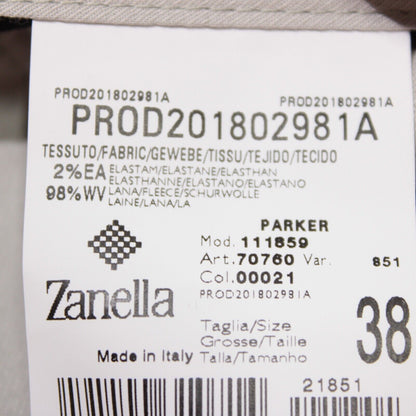 PROD201802981A PROD201802981A
PROD201802981A
TESSUTO/FABRIC/GEWEBE/TISSU/TEJIDO/TECIDO
2%EA ELASTAM/ELASTANE/ELASTHAN
ELASTHANNE/ELASTANO/ELASTANO
98%WV LANA/FLEECE/SCHURWOLLE
LAINE/LANA/LA
PARKER
Mod. 111859
Art. 70760 Var. 851
Col. 00021
PROD201802981A
Zanella
Taglia/Size
Grosse/Taille 38
Made in Italy Talla/Tamanho
21851